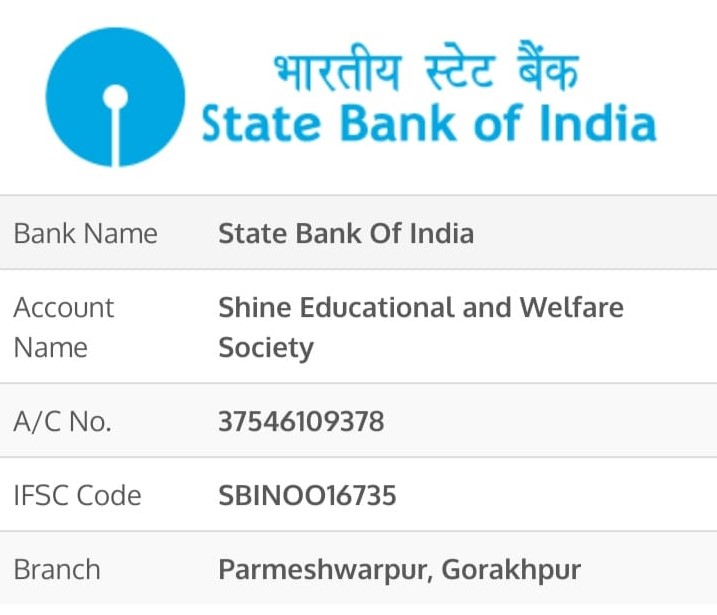 भारतीय स्टेट बैंक
State Bank of India
Bank Name State Bank Of India
Account Shine Educational and Welfare
Name Society
A/C No. 37546109378
IFSC Code SBINOO16735
Branch Parmeshwarpur, Gorakhpur